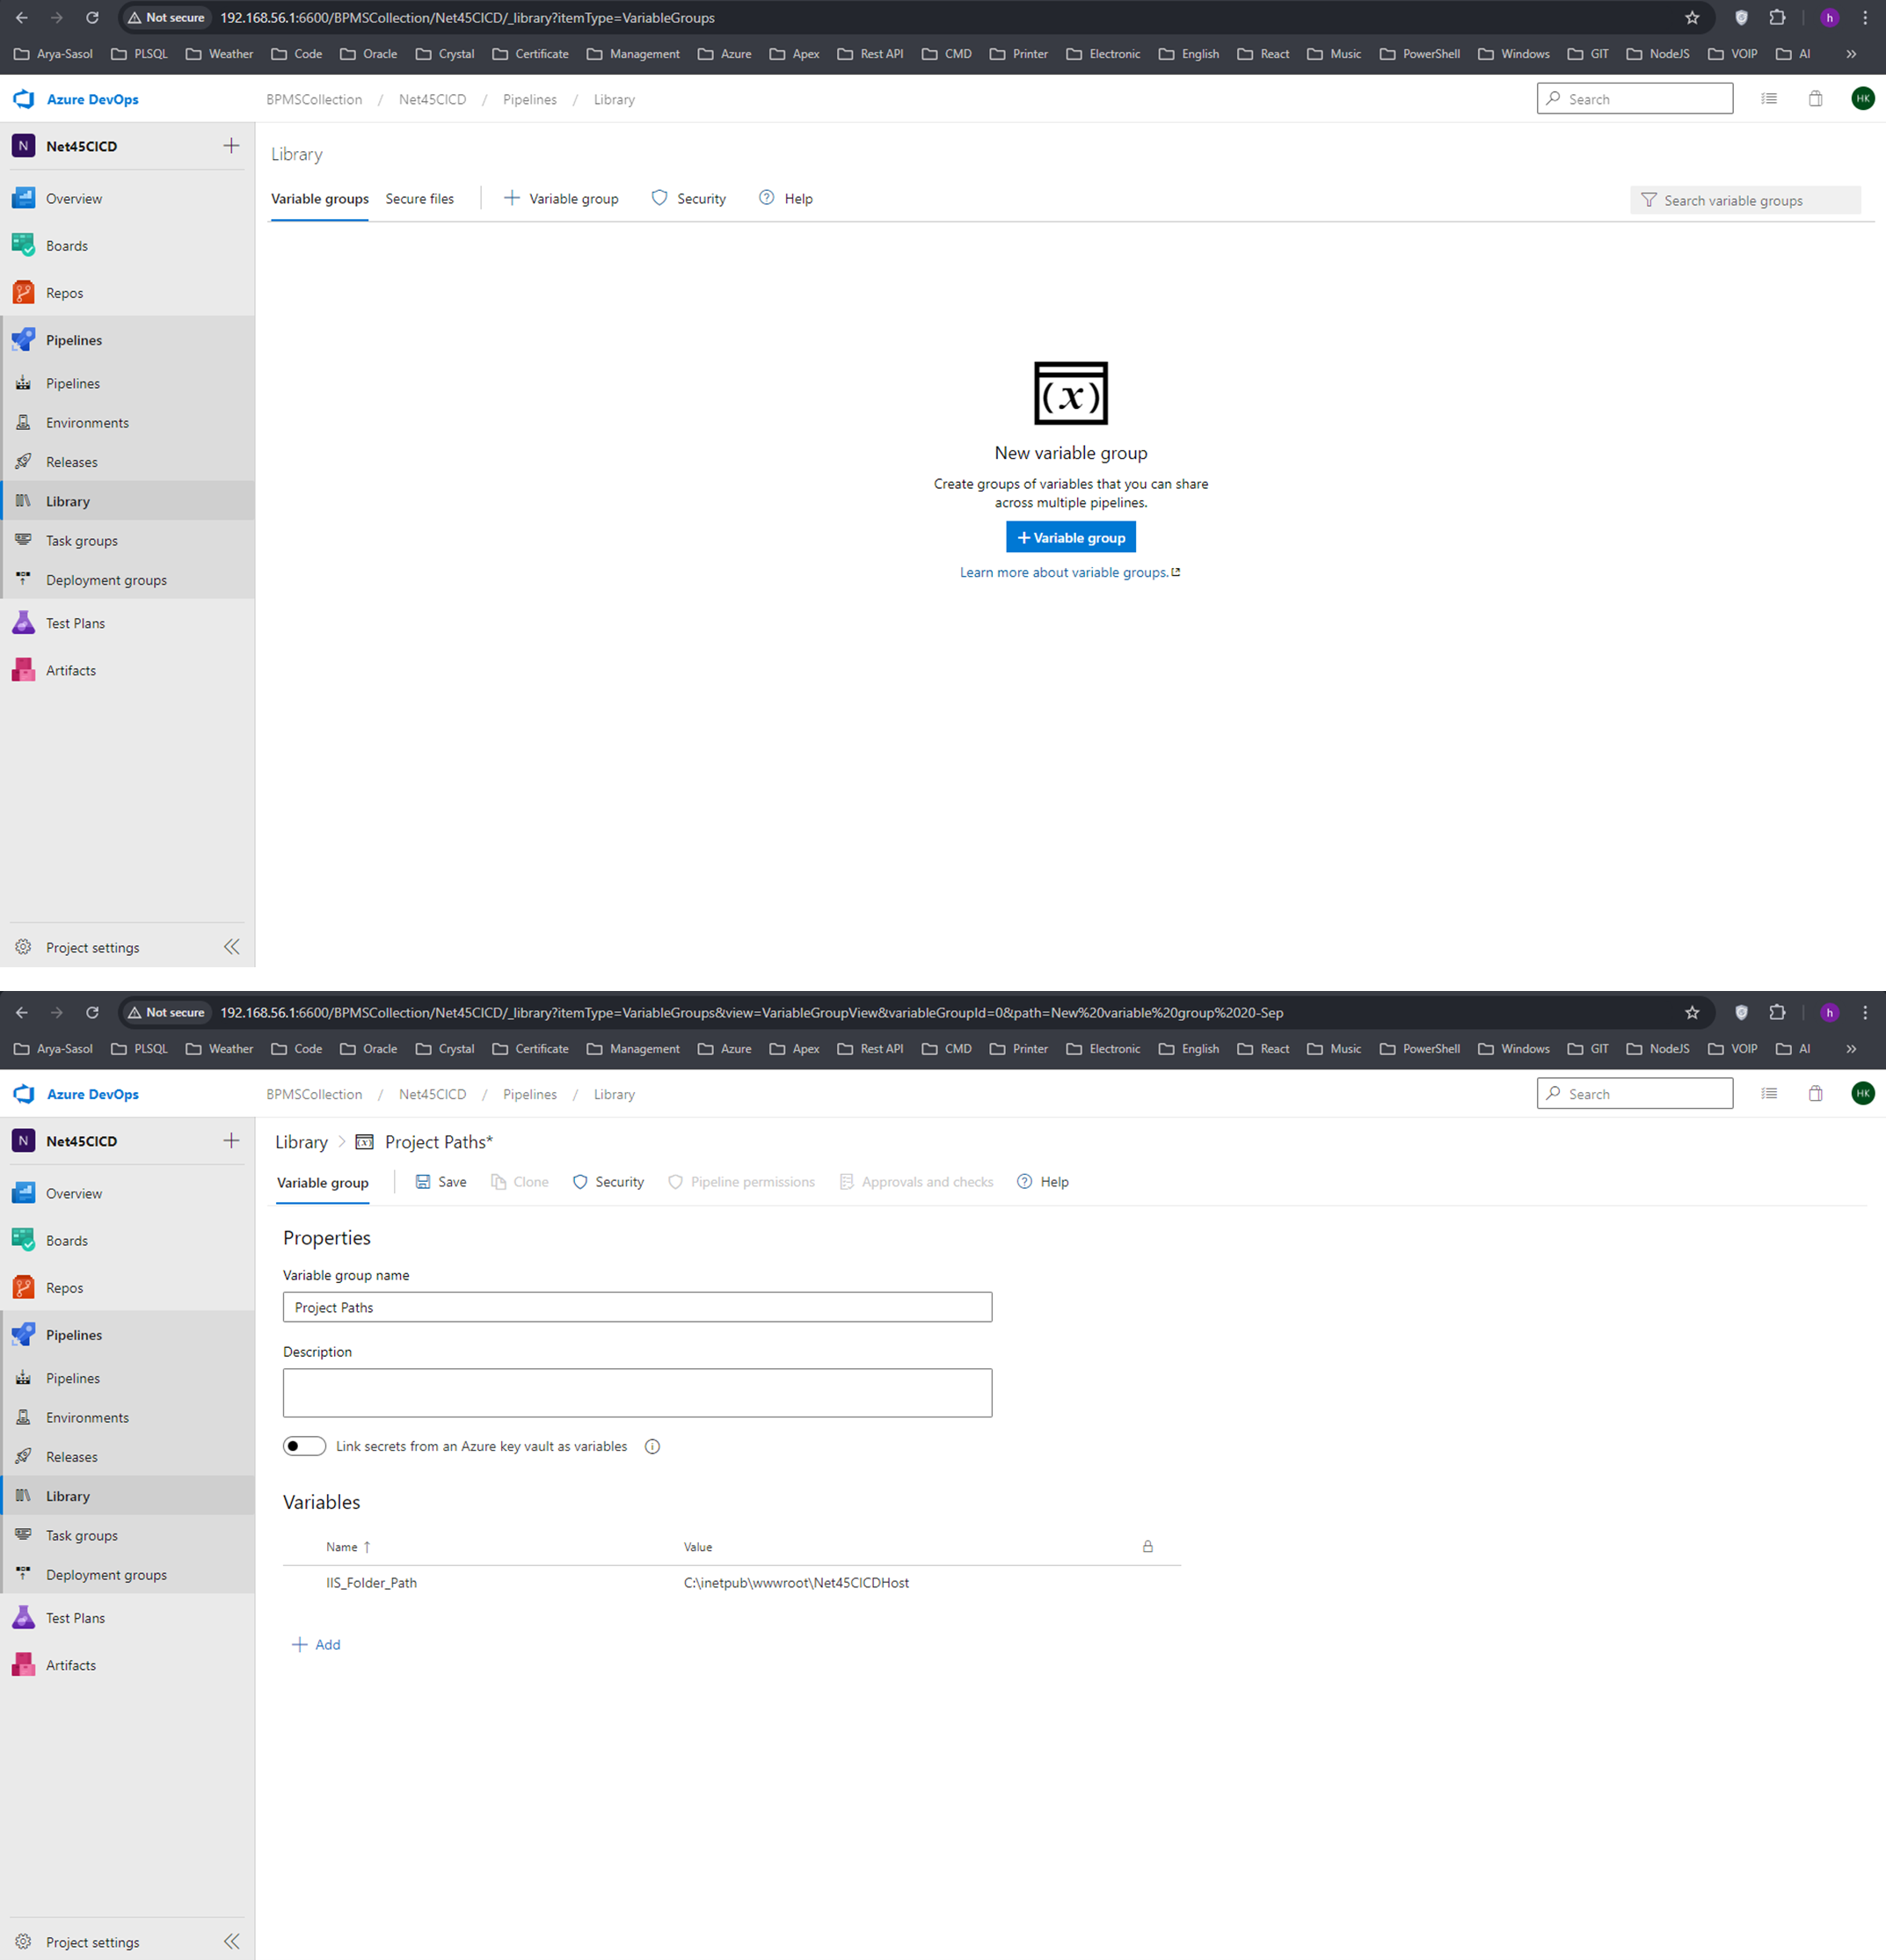 Not secure 192.168.56.1:6600/BPMSCollection/Net45CICD/_library?itemType=VariableGroups h
Arya-Sasol PLSQL Weather Code Oracle Crystal Certificate Management Azure Apex Rest API CMD Printer Electronic English React Music PowerShell Windows GIT NodeJS VOIP AI »
Azure DevOps BPMSCollection / Net45CICD / Pipelines / Library Search HK
N Net45CICD
Overview
Boards
Repos
Pipelines
Pipelines
Environments
Releases
Library
Task groups
Deployment groups
Test Plans
Artifacts
Project settings
Library
Variable groups Secure files Variable group Security Help Search variable groups
(x)
New variable group
Create groups of variables that you can share
across multiple pipelines.
+ Variable group
Learn more about variable groups.
Not secure 192.168.56.1:6600/BPMSCollection/Net45CICD/_library?itemType=VariableGroups&view=VariableGroupView&variableGroupId=0&path=New%20variable%20group%2020-Sep h
Arya-Sasol PLSQL Weather Code Oracle Crystal Certificate Management Azure Apex Rest API CMD Printer Electronic English React Music PowerShell Windows GIT NodeJS VOIP AI »
Azure DevOps BPMSCollection / Net45CICD / Pipelines / Library Search HK
N Net45CICD
Overview
Boards
Repos
Pipelines
Pipelines
Environments
Releases
Library
Task groups
Deployment groups
Test Plans
Artifacts
Project settings
Library > (x) Project Paths*
Variable group Save Clone Security Pipeline permissions Approvals and checks Help
Properties
Variable group name
Project Paths
Description
Link secrets from an Azure key vault as variables
Variables
Name ↑ Value
IIS_Folder_Path C:\inetpub\wwwroot\Net45CICDHost
+ Add